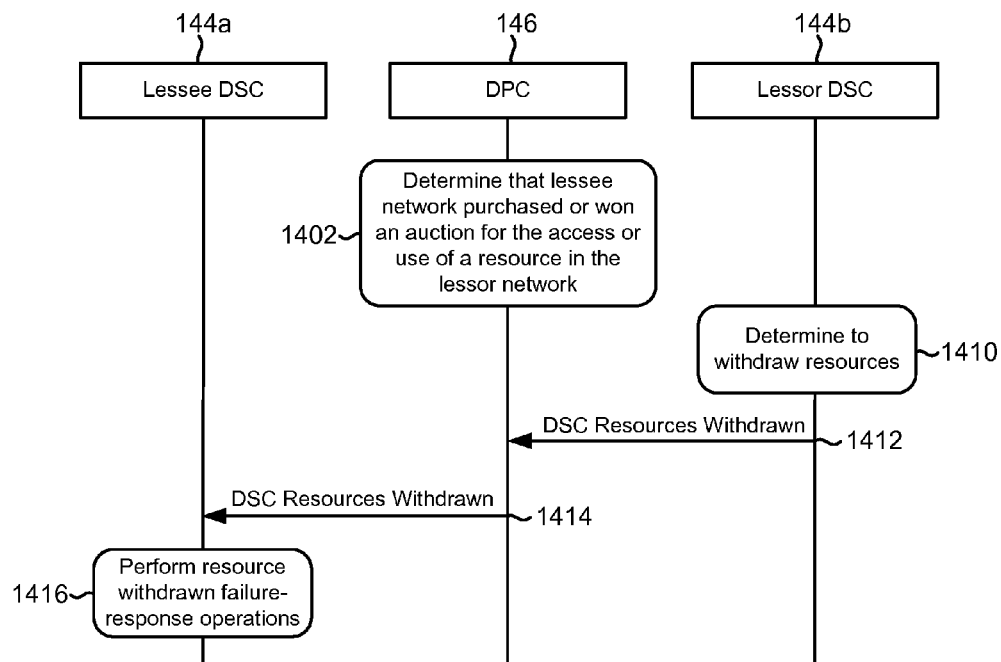 144a
146
144b
Lessee DSC
DPC
Lessor DSC
Determine that lessee
network purchased or won
an auction for the access or
use of a resource in the
lessor network
1402
Determine to
withdraw resources
1410
DSC Resources Withdrawn
1412
DSC Resources Withdrawn
1414
Perform resource
withdrawn failure-
response operations
1416